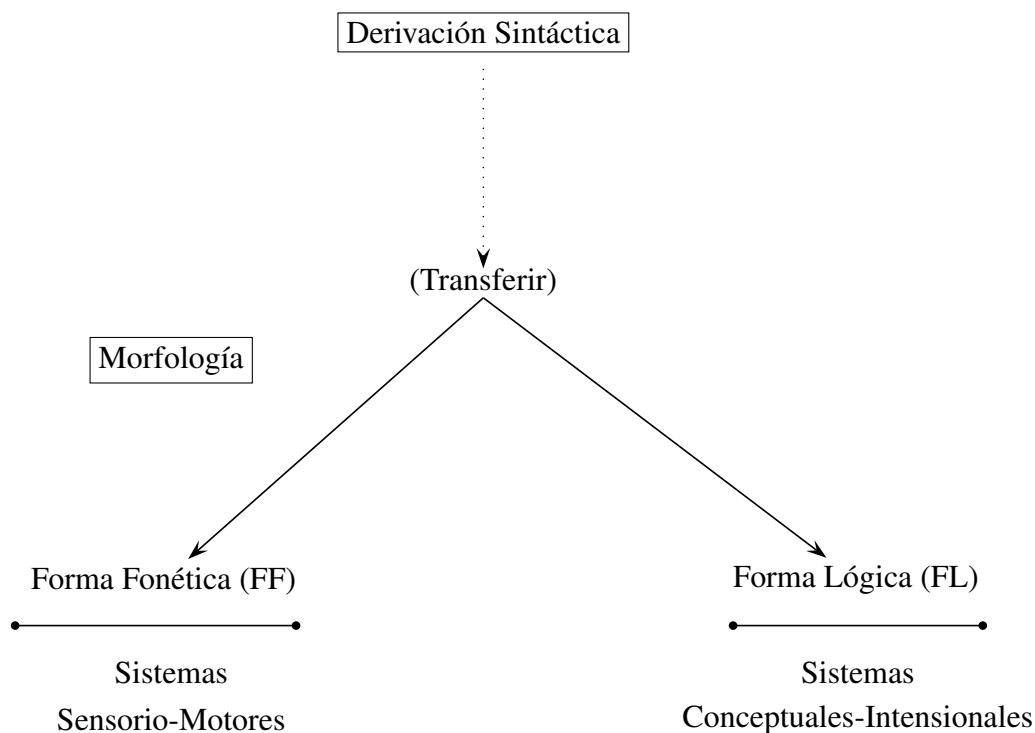 Derivación Sintáctica
(Transferir)
Morfología
Forma Fonética (FF)
Forma Lógica (FL)
Sistemas
Sensorio-Motores
Sistemas
Conceptuales-Intensionales